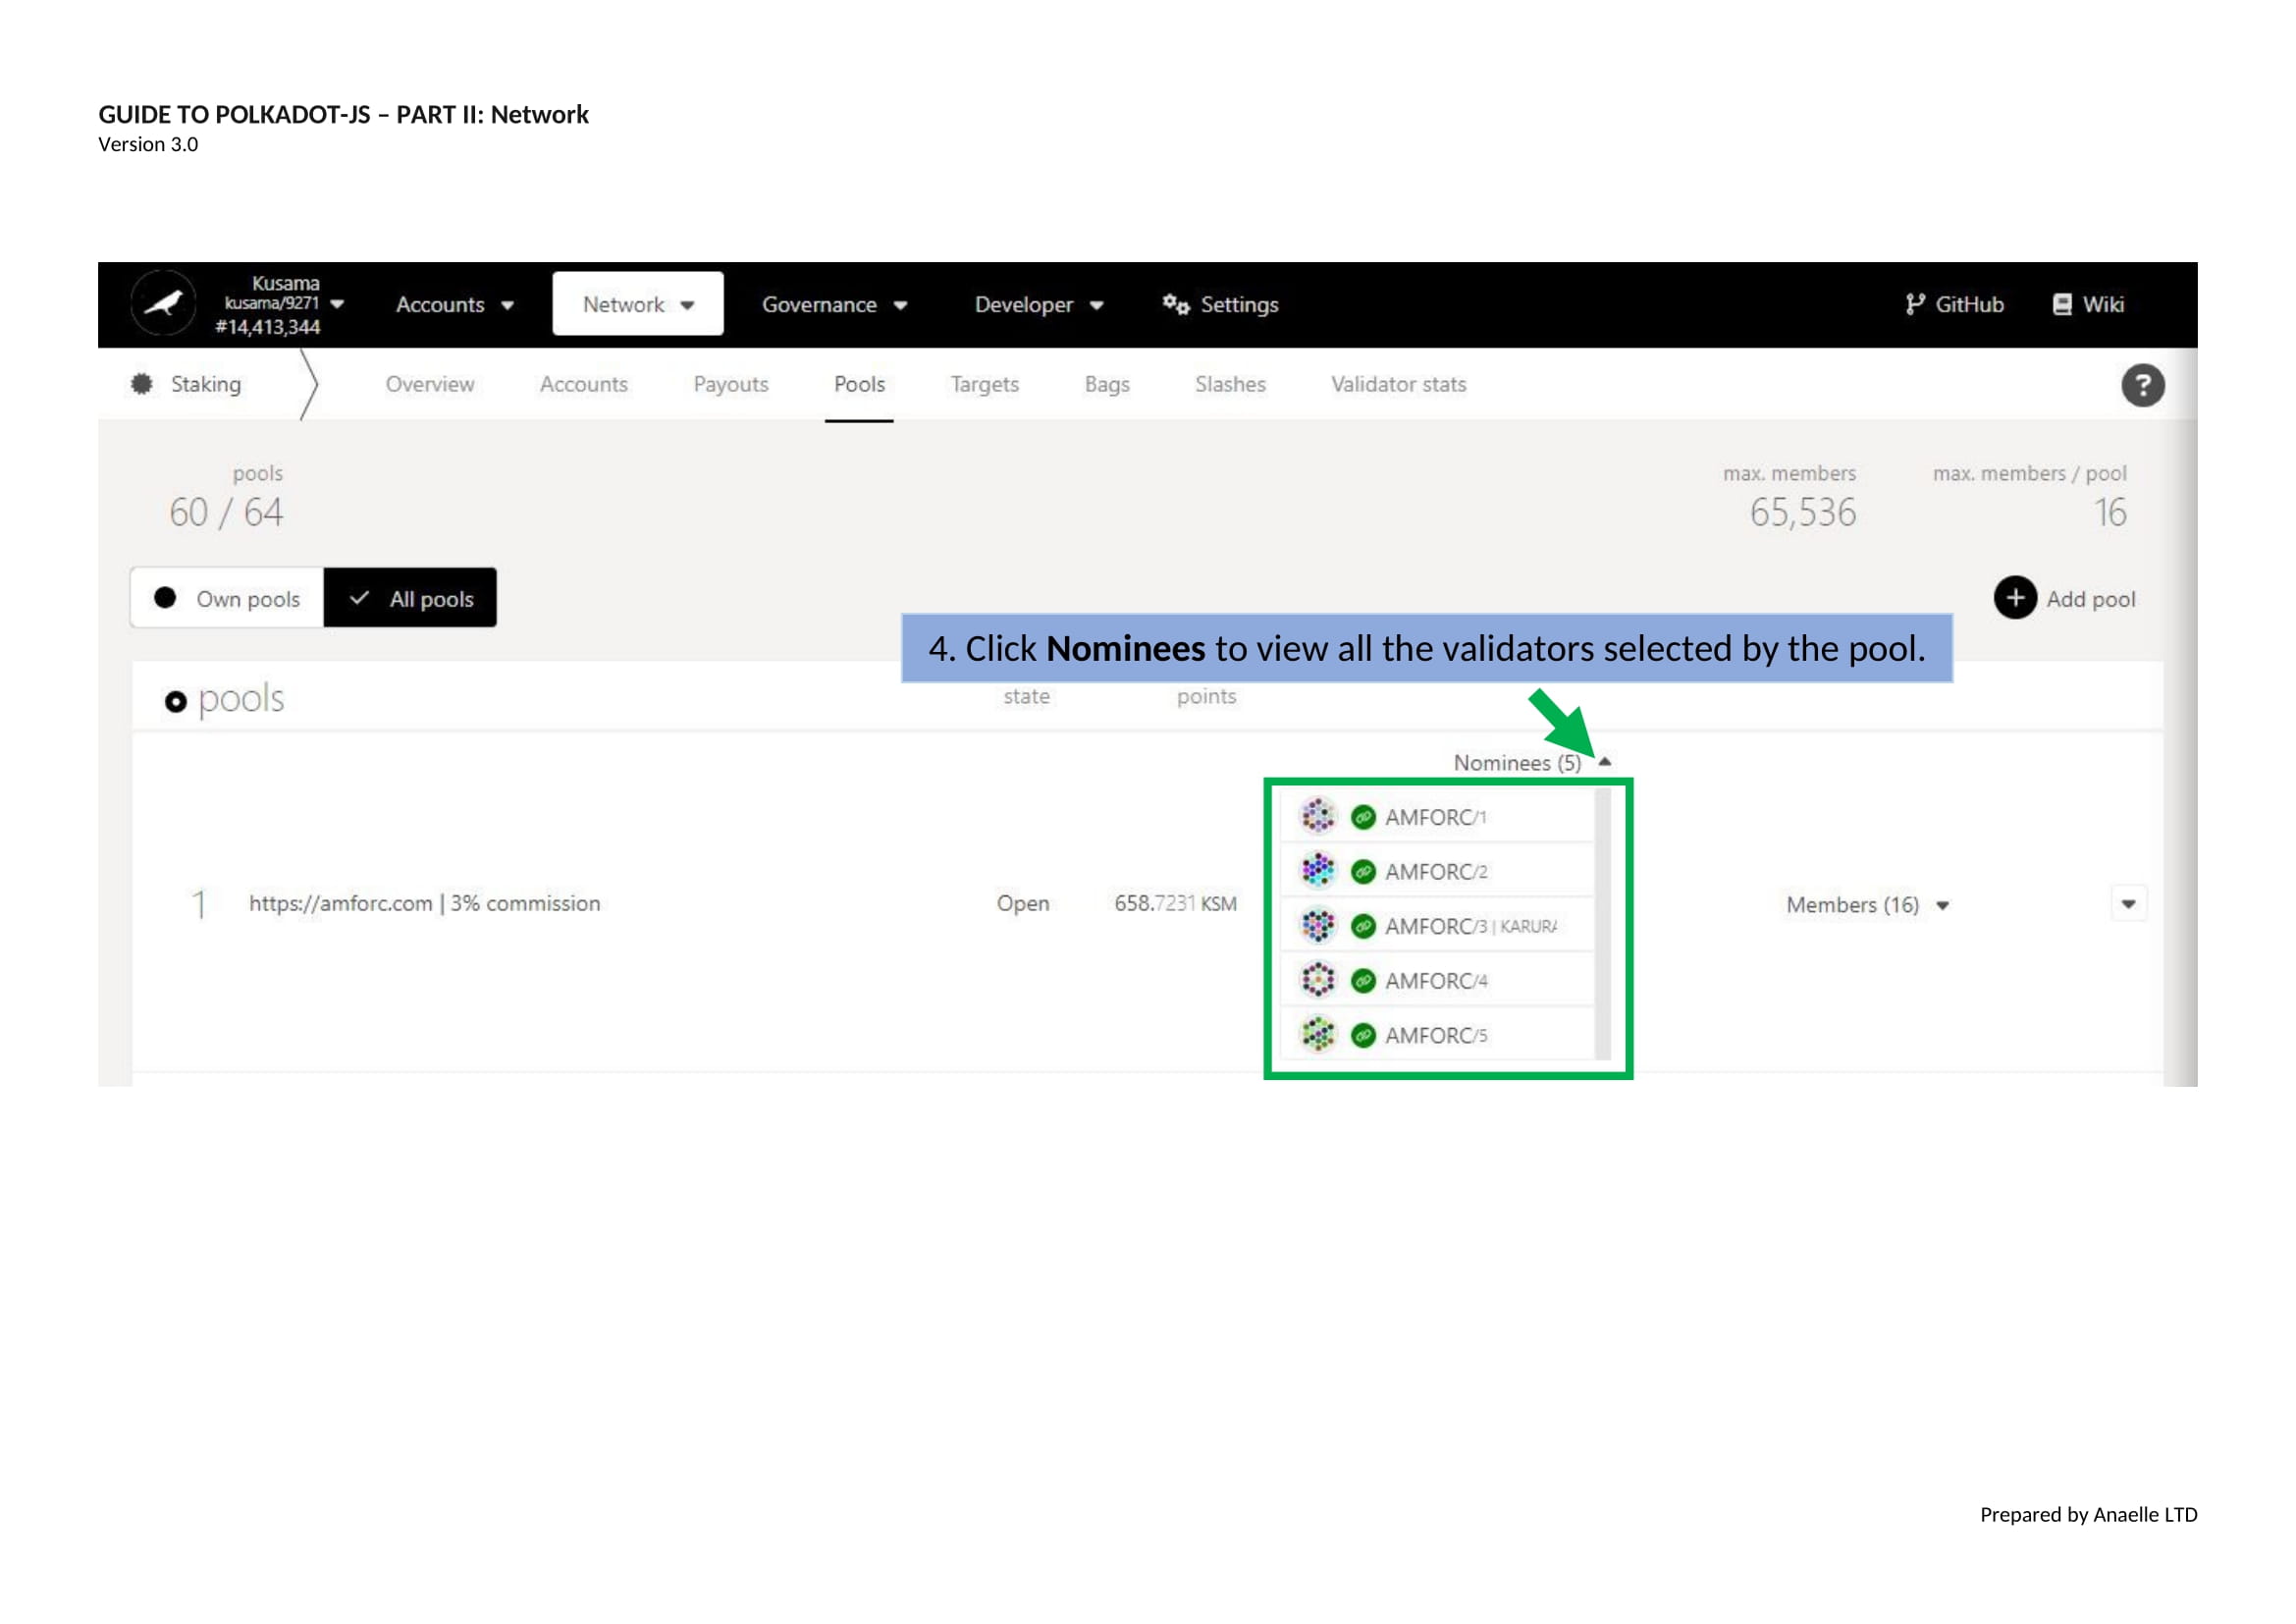 GUIDE TO POLKADOT-JS – PART II: Network
Version 3.0
Kusama
kusama/9271
#14,413,344
Accounts
Network
Governance
Developer
Settings
GitHub
Wiki
Staking
Overview
Accounts
Payouts
Pools
Targets
Bags
Slashes
Validator stats
?
pools
60 / 64
max. members
65,536
max. members / pool
16
Own pools
All pools
Add pool
4. Click Nominees to view all the validators selected by the pool.
pools
state
points
Nominees (5)
AMFORC/1
AMFORC/2
1
https://amforc.com | 3% commission
Open
658.7231 KSM
AMFORC/3 | KARURA
Members (16)
AMFORC/4
AMFORC/5
Prepared by Anaelle LTD